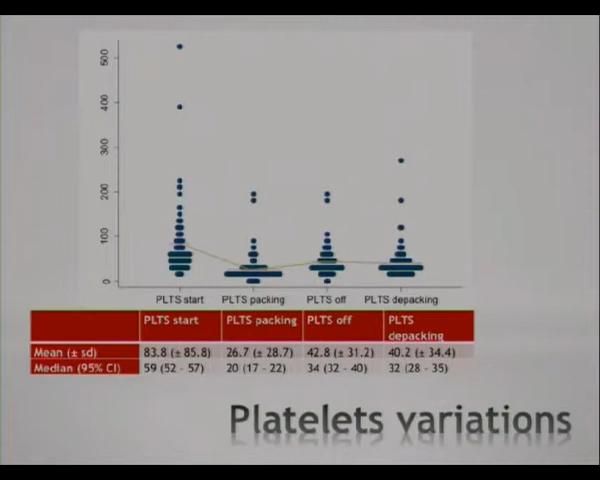 500
400
300
200
100
0
PLTS start PLTS packing PLTS off PLTS depacking
PLTS start PLTS packing PLTS off PLTS depacking
Mean (± sd) 83.8 (± 85.8) 26.7 (± 28.7) 42.8 (± 31.2) 40.2 (± 34.4)
Median (95% CI) 59 (52 - 57) 20 (17 - 22) 34 (32 - 40) 32 (28 - 35)
Platelets variations